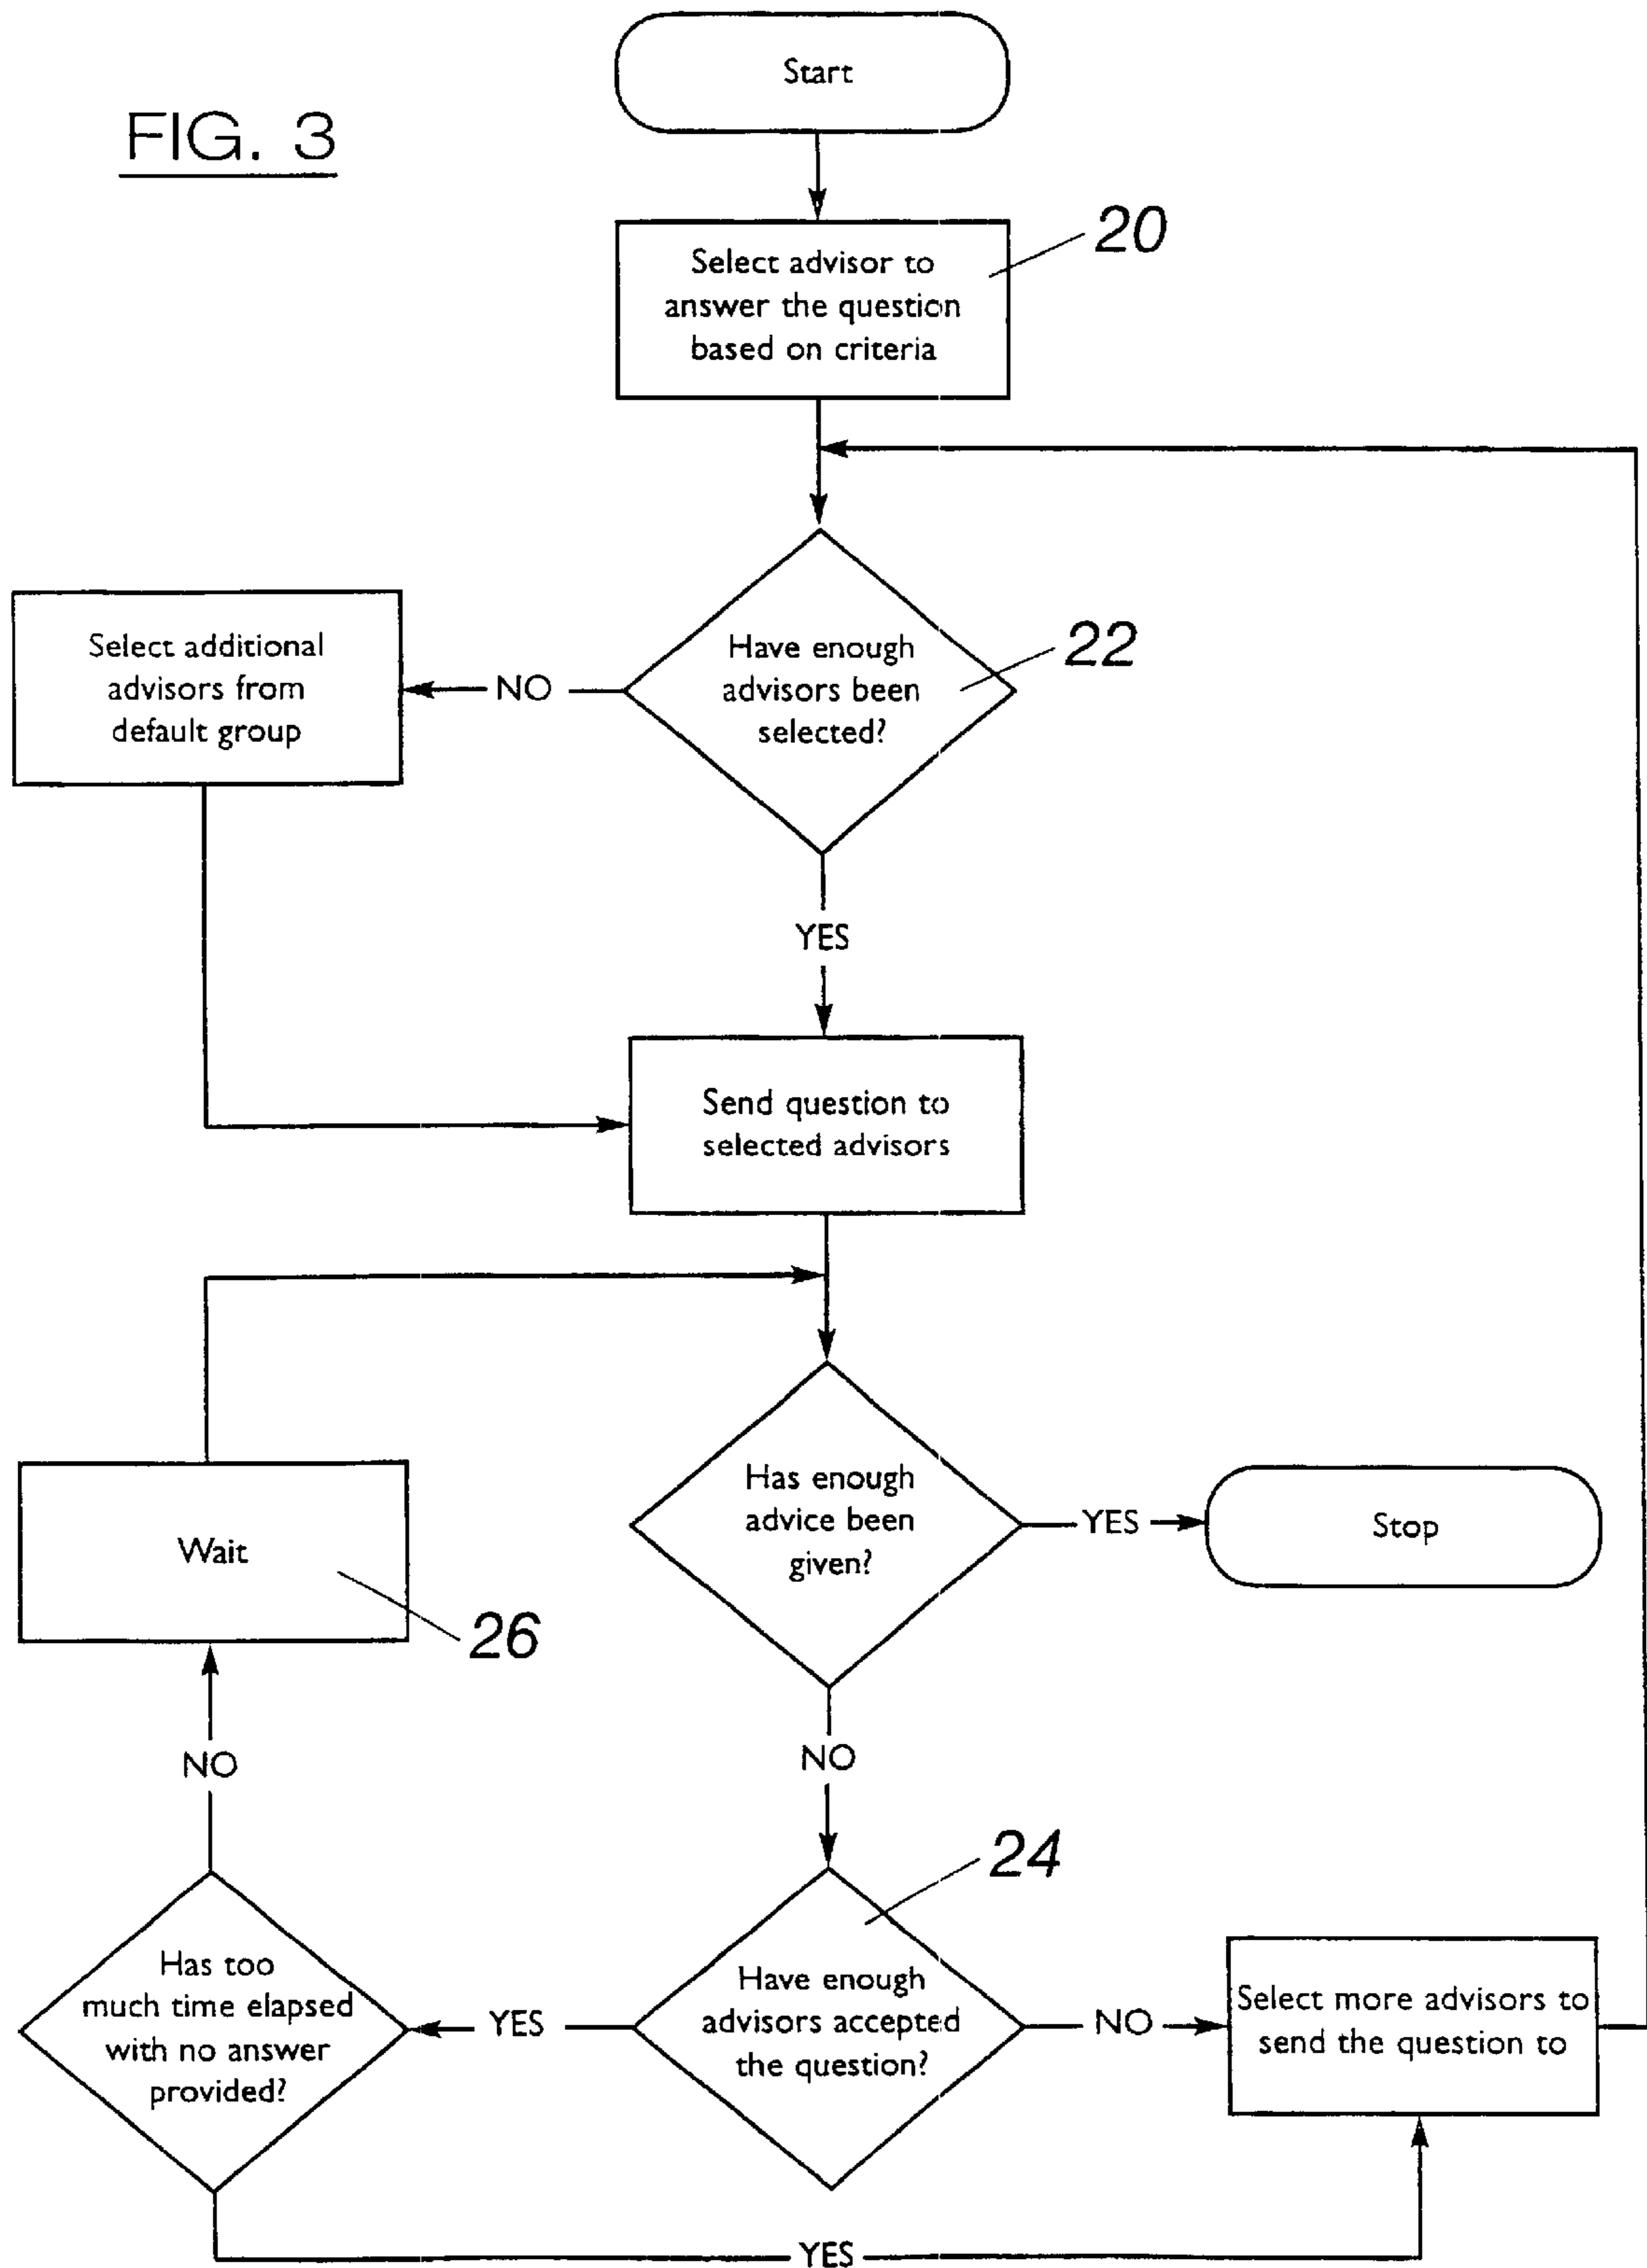 FIG. 3
Start
20
Select advisor to
answer the question
based on criteria
22
Have enough
advisors been
selected?
NO
Select additional
advisors from
default group
YES
Send question to
selected advisors
Has enough
advice been
given?
YES
Stop
Wait
26
NO
NO
24
Have enough
advisors accepted
the question?
YES
Has too
much time elapsed
with no answer
provided?
NO
Select more advisors to
send the question to
YES